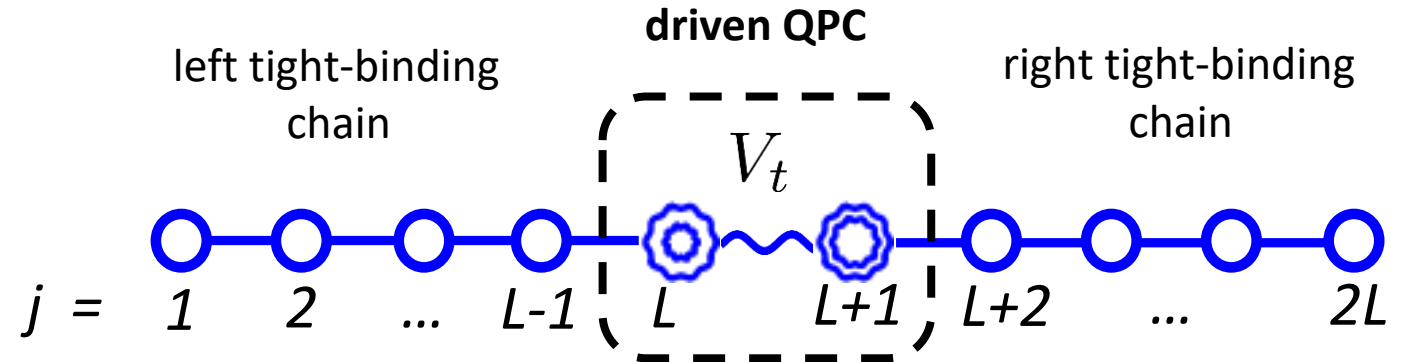 driven QPC
left tight-binding
chain
right tight-binding
chain
V_t
j = 1 2 ... L-1 L L+1 L+2 ... 2L